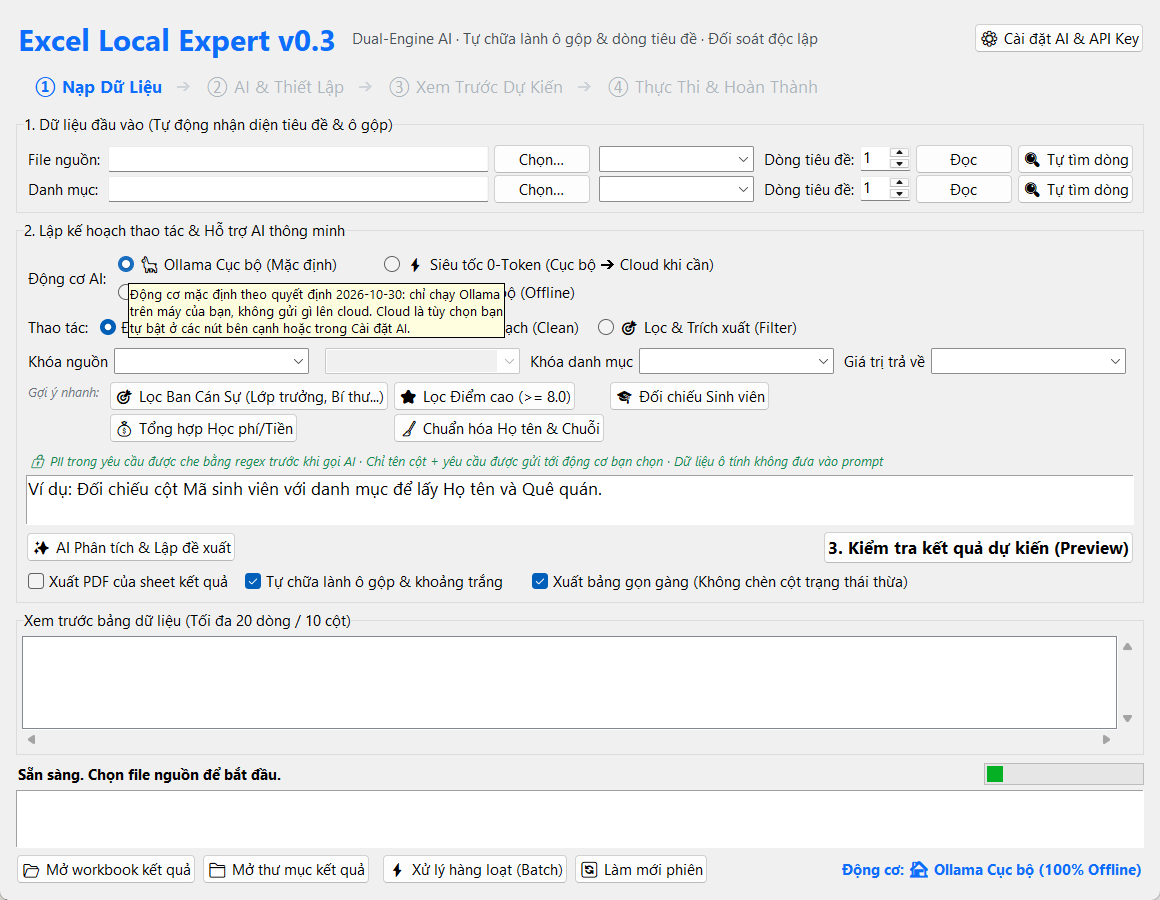 Excel Local Expert v0.3 Dual-Engine AI · Tự chữa lành ô gộp & dòng tiêu đề · Đối soát độc lập Cài đặt AI & API Key
1 Nạp Dữ Liệu → 2 AI & Thiết Lập → 3 Xem Trước Dự Kiến → 4 Thực Thi & Hoàn Thành
1. Dữ liệu đầu vào (Tự động nhận diện tiêu đề & ô gộp)
File nguồn: Chọn... Dòng tiêu đề: 1 Đọc Tự tìm dòng
Danh mục: Chọn... Dòng tiêu đề: 1 Đọc Tự tìm dòng
2. Lập kế hoạch thao tác & Hỗ trợ AI thông minh
Động cơ AI: Ollama Cục bộ (Mặc định) Siêu tốc 0-Token (Cục bộ → Cloud khi cần)
(Offline)
Động cơ mặc định theo quyết định 2026-10-30: chỉ chạy Ollama
trên máy của bạn, không gửi gì lên cloud. Cloud là tùy chọn bạn
tự bật ở các nút bên cạnh hoặc trong Cài đặt AI.
Thao tác: (Clean) Lọc & Trích xuất (Filter)
Khóa nguồn Khóa danh mục Giá trị trả về
Gợi ý nhanh: Lọc Ban Cán Sự (Lớp trưởng, Bí thư...) Lọc Điểm cao (>= 8.0) Đối chiếu Sinh viên
Tổng hợp Học phí/Tiền Chuẩn hóa Họ tên & Chuỗi
PII trong yêu cầu được che bằng regex trước khi gọi AI · Chỉ tên cột + yêu cầu được gửi tới động cơ bạn chọn · Dữ liệu ô tính không đưa vào prompt
Ví dụ: Đối chiếu cột Mã sinh viên với danh mục để lấy Họ tên và Quê quán.
AI Phân tích & Lập đề xuất 3. Kiểm tra kết quả dự kiến (Preview)
Xuất PDF của sheet kết quả Tự chữa lành ô gộp & khoảng trắng Xuất bảng gọn gàng (Không chèn cột trạng thái thừa)
Xem trước bảng dữ liệu (Tối đa 20 dòng / 10 cột)
Sẵn sàng. Chọn file nguồn để bắt đầu.
Mở workbook kết quả Mở thư mục kết quả Xử lý hàng loạt (Batch) Làm mới phiên Động cơ: Ollama Cục bộ (100% Offline)